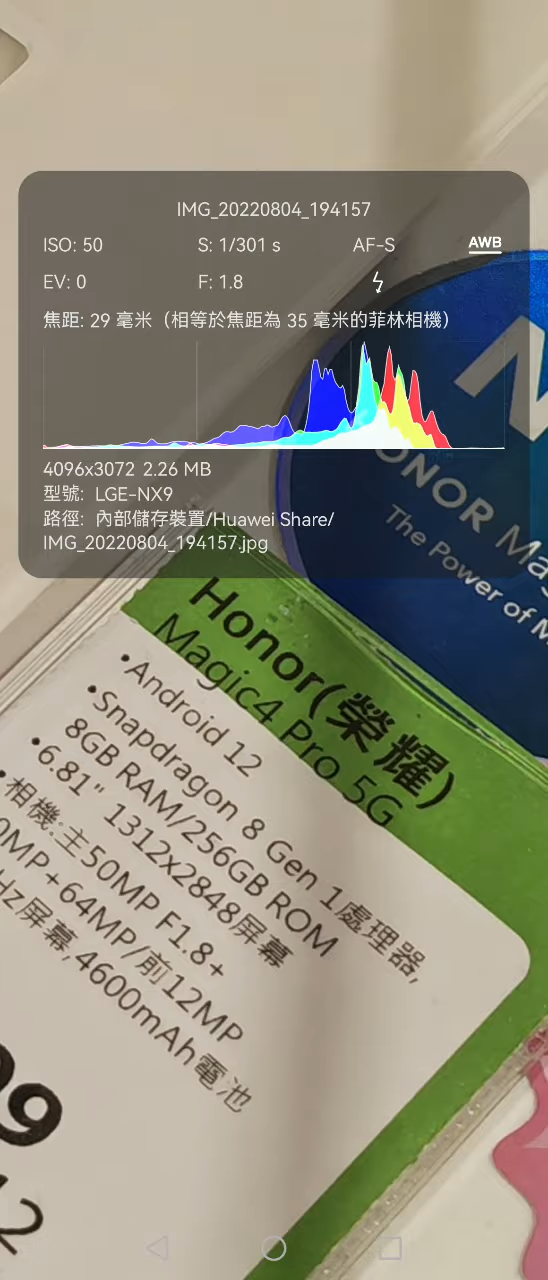 IMG_20220804_194157
ISO: 50 S: 1/301 s AF-S AWB
EV: 0 F: 1.8
焦距: 29 毫米（相等於焦距為 35 毫米的菲林相機）
4096x3072 2.26 MB
型號: LGE-NX9
路徑: 內部儲存裝置/Huawei Share/
IMG_20220804_194157.jpg
ONOR Ma
The Power of M
Honor(榮耀)
Magic4 Pro 5G
•Android 12
•Snapdragon 8 Gen 1處理器,
8GB RAM/256GB ROM
•6.81" 1312x2848屏幕
•相機:主50MP F1.8+
0MP+64MP/前12MP
Hz屏幕,4600mAh電池
99
12